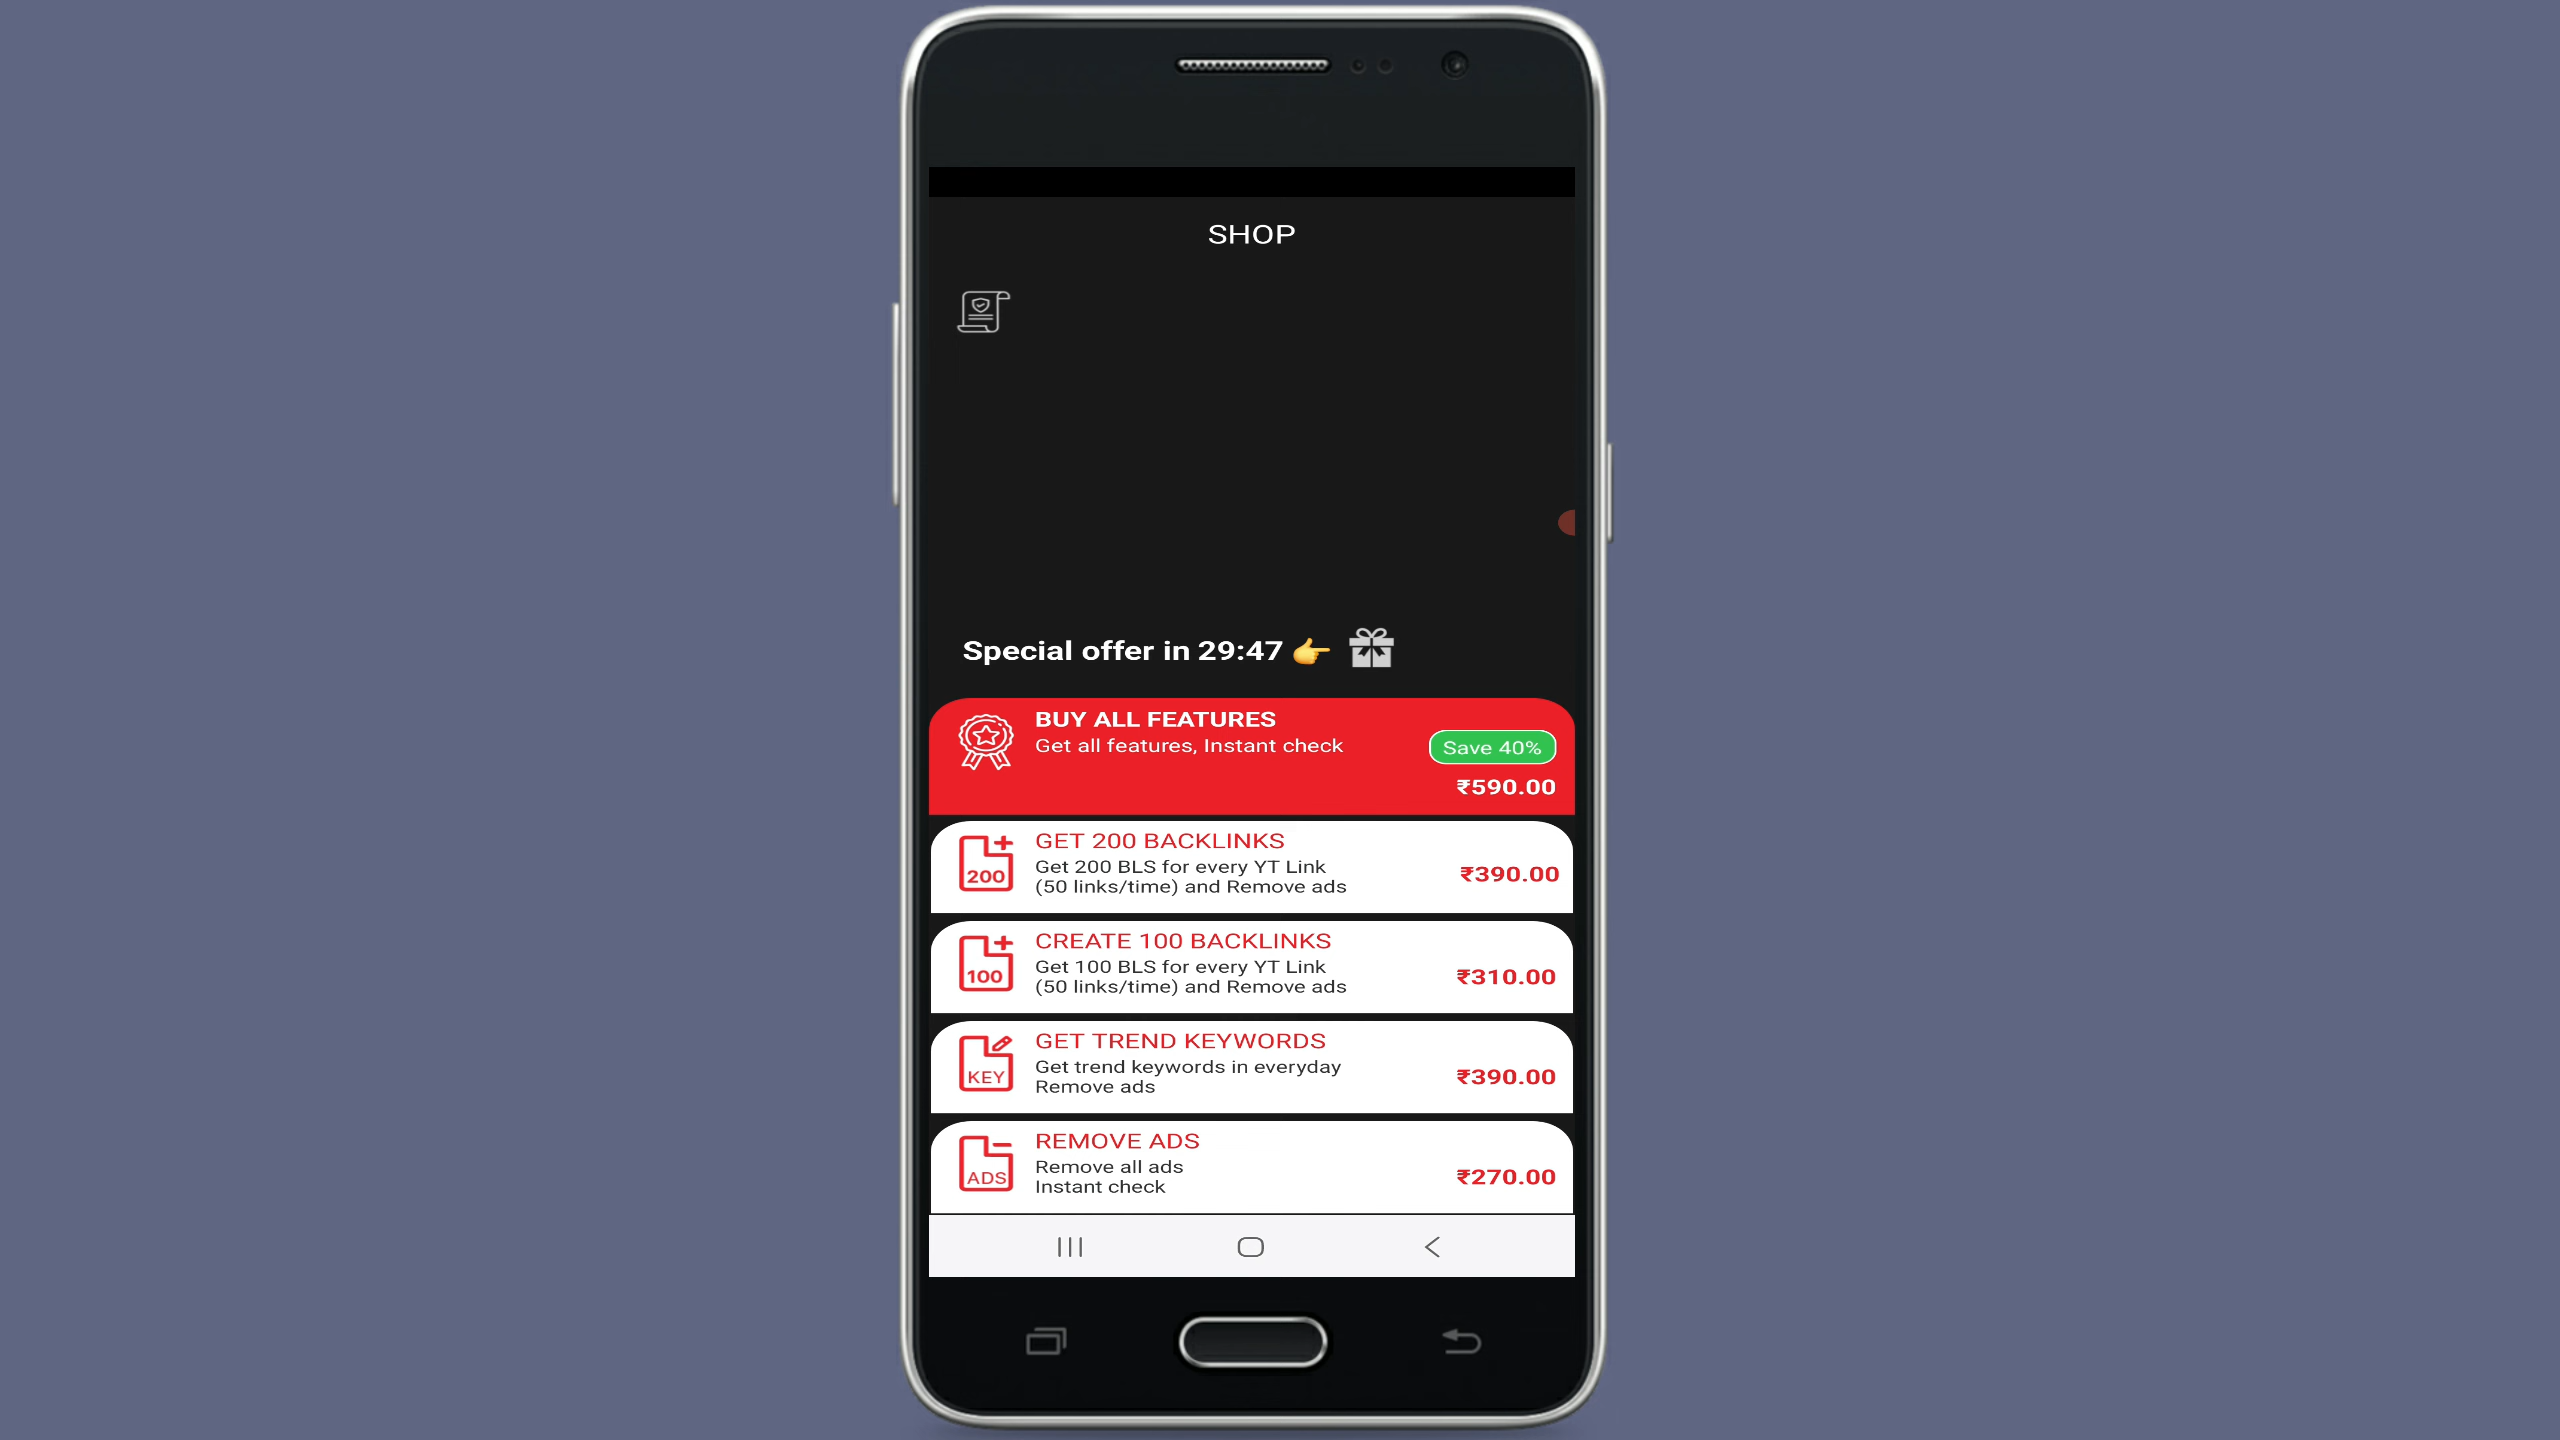 SHOP
Special offer in 29:47 👉
BUY ALL FEATURES
Get all features, Instant check
Save 40%
₹590.00
200
GET 200 BACKLINKS
Get 200 BLS for every YT Link
(50 links/time) and Remove ads
₹390.00
100
CREATE 100 BACKLINKS
Get 100 BLS for every YT Link
(50 links/time) and Remove ads
₹310.00
KEY
GET TREND KEYWORDS
Get trend keywords in everyday
Remove ads
₹390.00
ADS
REMOVE ADS
Remove all ads
Instant check
₹270.00